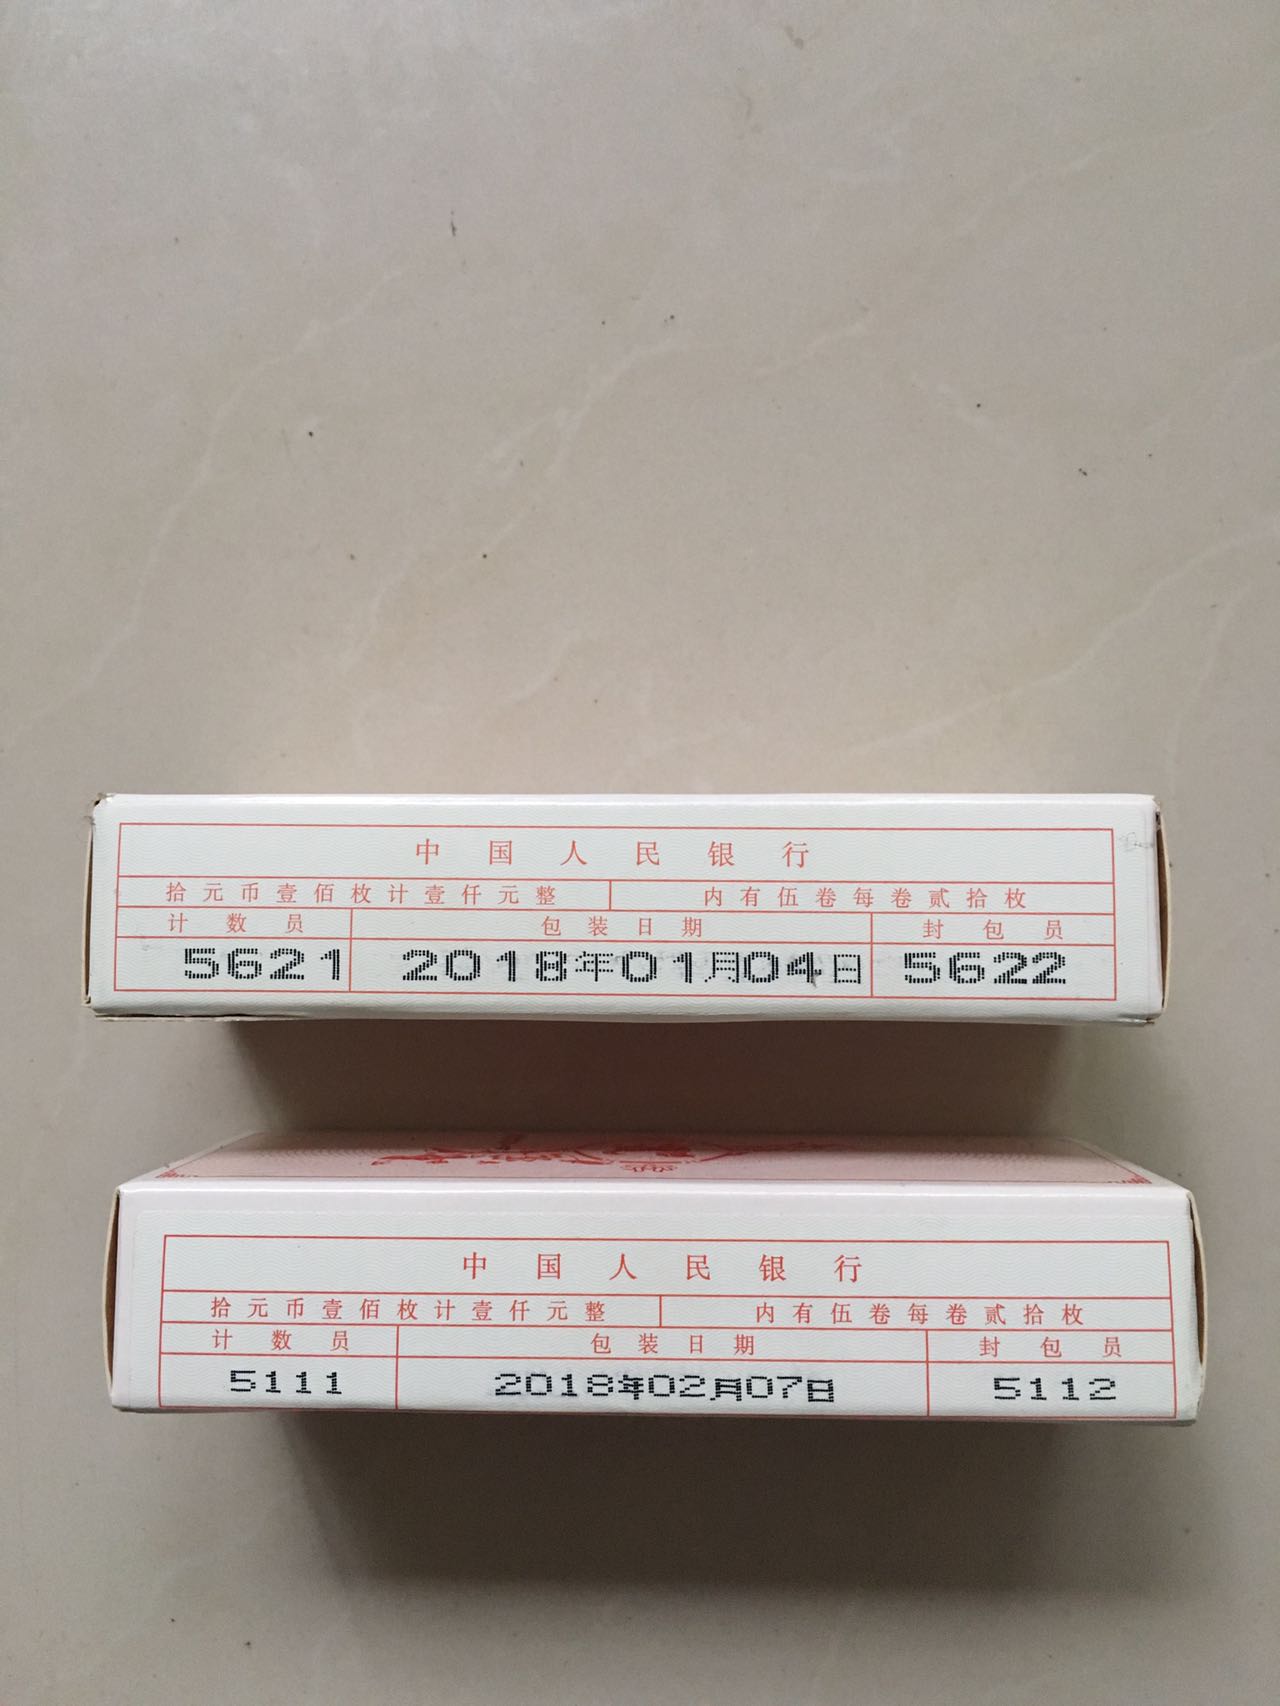 中国人民银行
拾元币壹佰枚计壹仟元整 内有伍卷每卷贰拾枚
计数员 包装日期 封包员
5621 2018年01月04日 5622
中国人民银行
拾元币壹佰枚计壹仟元整 内有伍卷每卷贰拾枚
计数员 包装日期 封包员
5111 2018年02月07日 5112